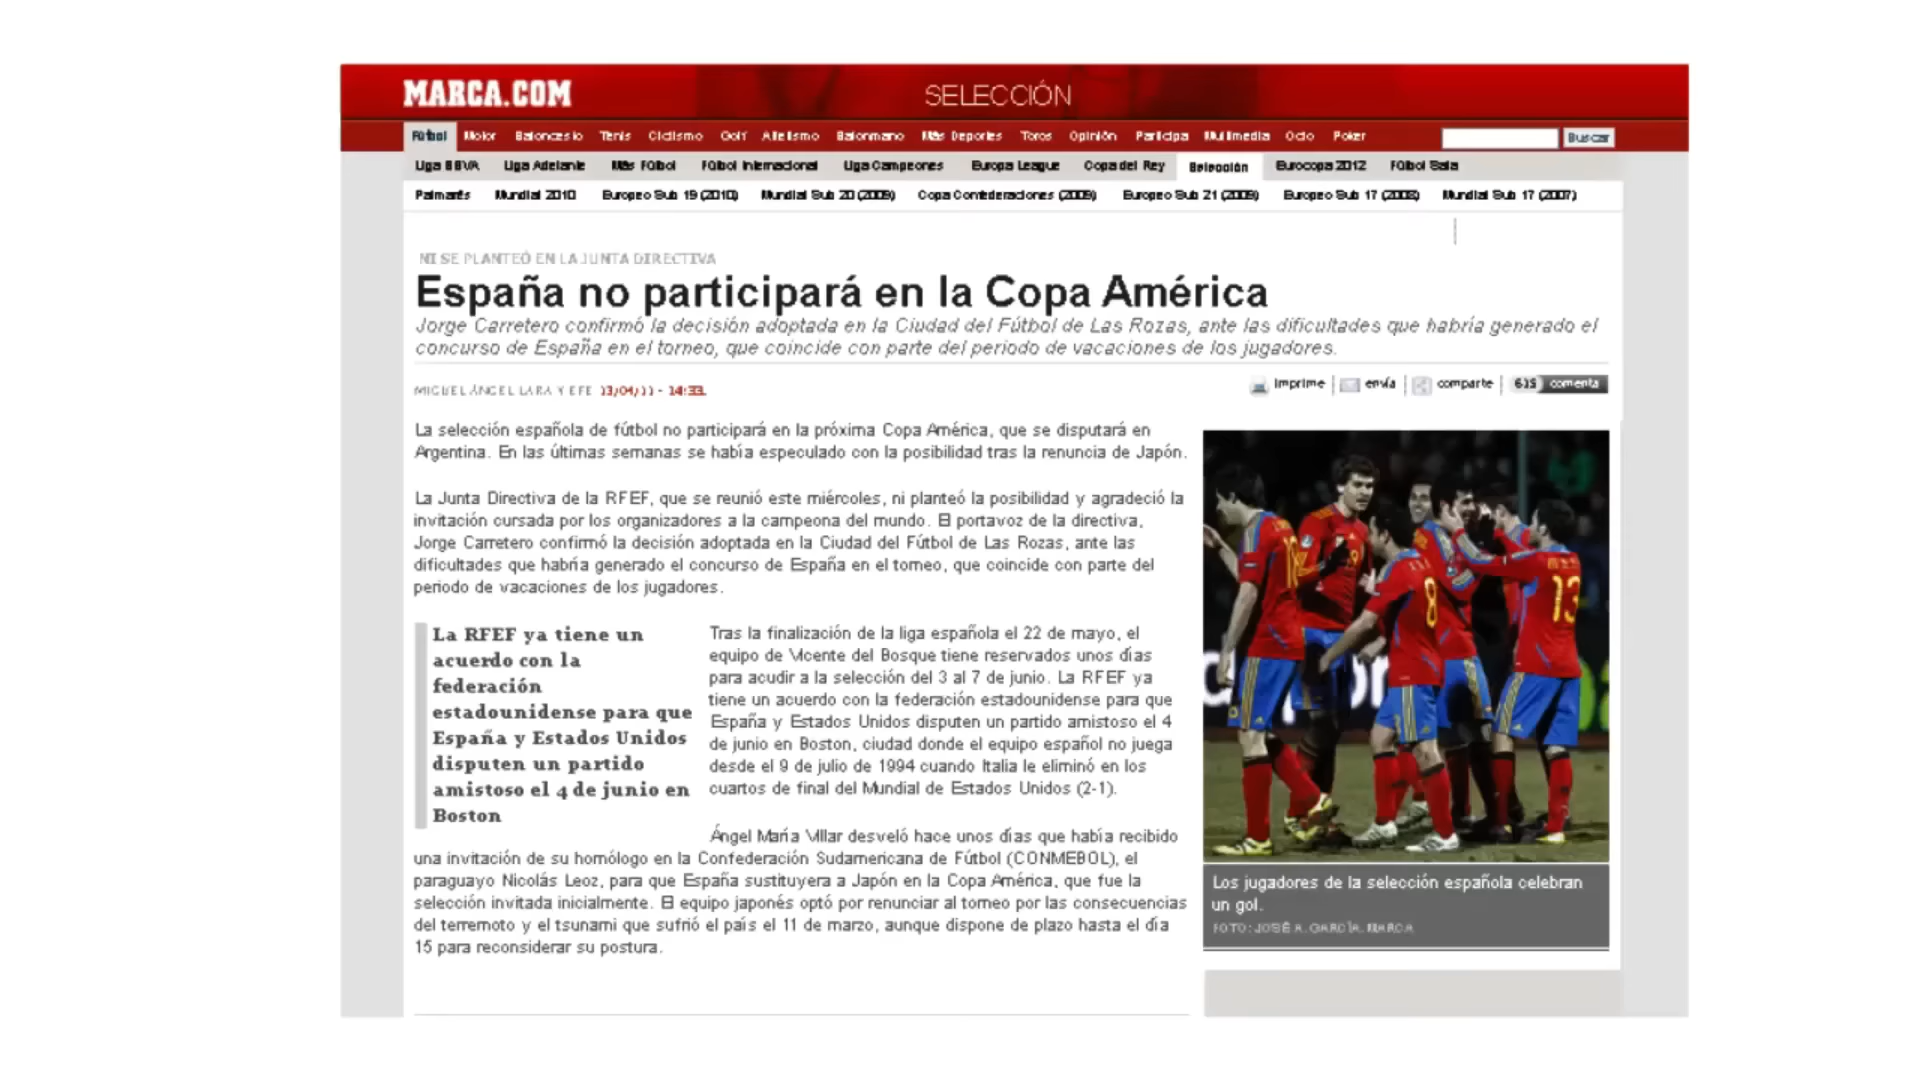 MARCA.COM
SELECCIÓN
Fútbol Motor Baloncesto Tenis Ciclismo Golf Atletismo Balonmano Más Deportes Toros Opinión Participa Multimedia Ocio Poker Buscar
Liga BBVA Liga Adelante Más Fútbol Fútbol Internacional Liga Campeones Europa League Copa del Rey Selección Eurocopa 2012 Fútbol Sala
Palmarés Mundial 2010 Europeo Sub 19 (2010) Mundial Sub 20 (2009) Copa Confederaciones (2009) Europeo Sub 21 (2009) Europeo Sub 17 (2008) Mundial Sub 17 (2007)
NI SE PLANTEÓ EN LA JUNTA DIRECTIVA
España no participará en la Copa América
Jorge Carretero confirmó la decisión adoptada en la Ciudad del Fútbol de Las Rozas, ante las dificultades que habría generado el
concurso de España en el torneo, que coincide con parte del periodo de vacaciones de los jugadores.
MIGUEL ÁNGEL LARA Y EFE 13/04/11 - 14:33.
imprime envía comparte 635 comenta
La selección española de fútbol no participará en la próxima Copa América, que se disputará en
Argentina. En las últimas semanas se había especulado con la posibilidad tras la renuncia de Japón.
La Junta Directiva de la RFEF, que se reunió este miércoles, ni planteó la posibilidad y agradeció la
invitación cursada por los organizadores a la campeona del mundo. El portavoz de la directiva,
Jorge Carretero confirmó la decisión adoptada en la Ciudad del Fútbol de Las Rozas, ante las
dificultades que habría generado el concurso de España en el torneo, que coincide con parte del
periodo de vacaciones de los jugadores.
La RFEF ya tiene un
acuerdo con la
federación
estadounidense para que
España y Estados Unidos
disputen un partido
amistoso el 4 de junio en
Boston
Tras la finalización de la liga española el 22 de mayo, el
equipo de Vicente del Bosque tiene reservados unos días
para acudir a la selección del 3 al 7 de junio. La RFEF ya
tiene un acuerdo con la federación estadounidense para que
España y Estados Unidos disputen un partido amistoso el 4
de junio en Boston, ciudad donde el equipo español no juega
desde el 9 de julio de 1994 cuando Italia le eliminó en los
cuartos de final del Mundial de Estados Unidos (2-1).
Ángel María Villar desveló hace unos días que había recibido
una invitación de su homólogo en la Confederación Sudamericana de Fútbol (CONMEBOL), el
paraguayo Nicolás Leoz, para que España sustituyera a Japón en la Copa América, que fue la
selección invitada inicialmente. El equipo japonés optó por renunciar al torneo por las consecuencias
del terremoto y el tsunami que sufrió el país el 11 de marzo, aunque dispone de plazo hasta el día
15 para reconsiderar su postura.
8
13
Los jugadores de la selección española celebran
un gol.
FOTO: JOSÉ A. GARCÍA. MARCA